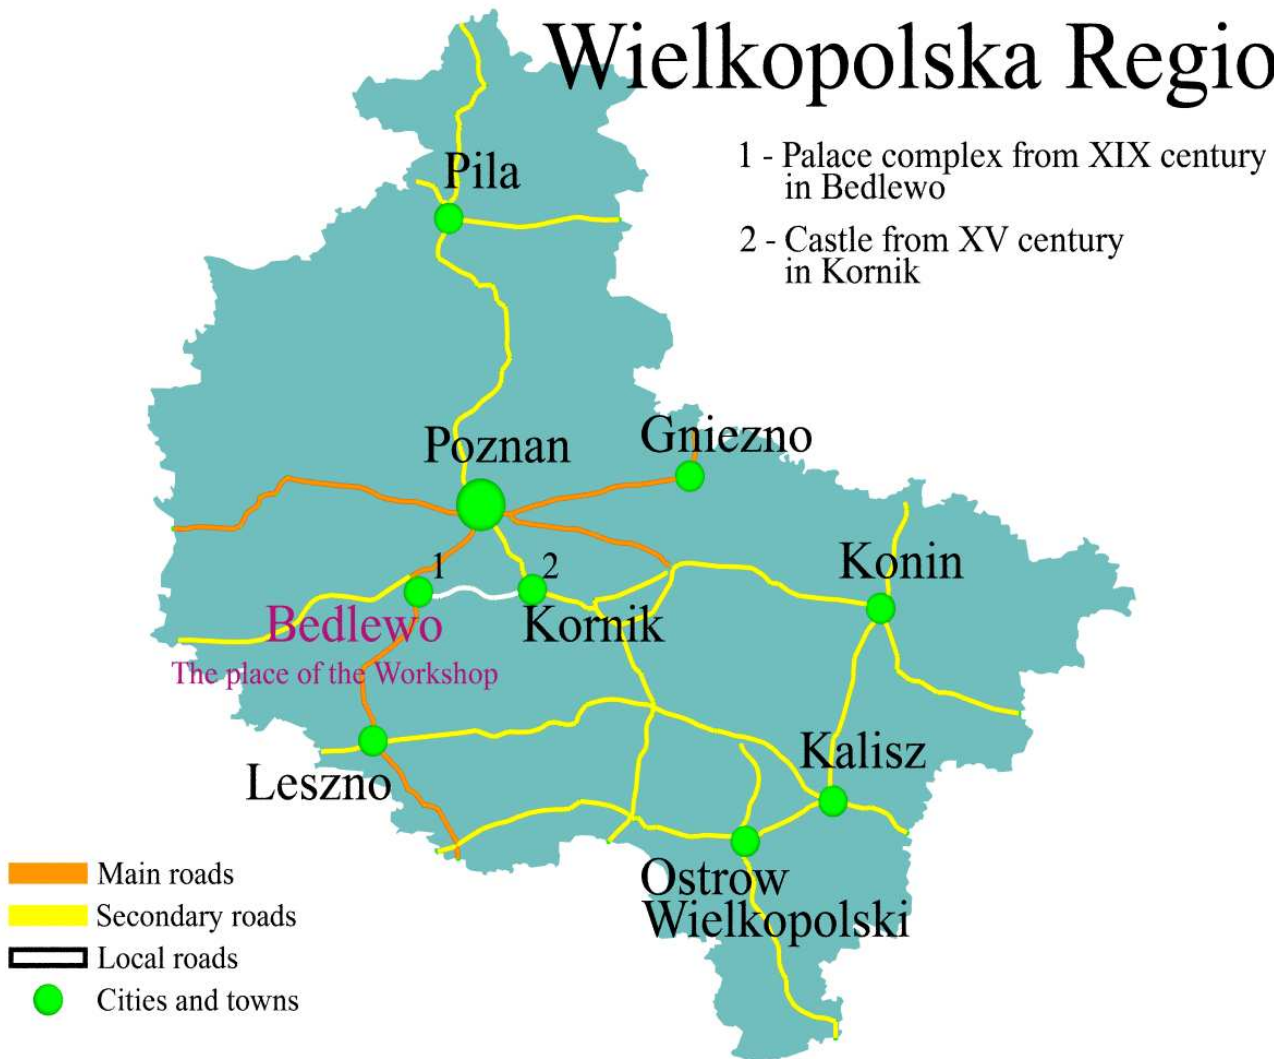 Wielkopolska Regio
1 - Palace complex from XIX century
in Bedlewo
2 - Castle from XV century
in Kornik
Pila
Poznan
Gniezno
1
2
Konin
Bedlewo
Kornik
The place of the Workshop
Kalisz
Leszno
Ostrow
Wielkopolski
Main roads
Secondary roads
Local roads
Cities and towns